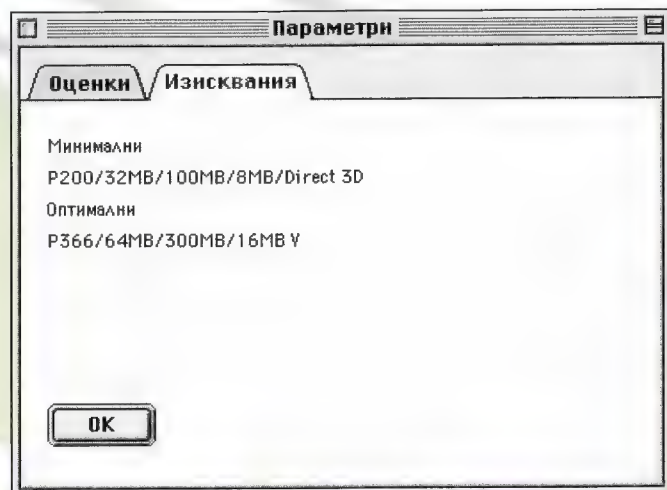 Параметри
Оценки
Изисквания
Минимални
P200/32MB/100MB/8MB/Direct 3D
Оптимални
P366/64MB/300MB/16MB V
OK